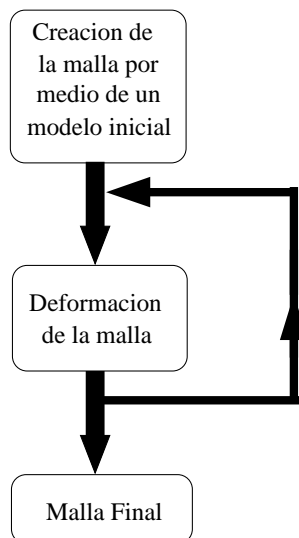 Creacion de
la malla por
medio de un
modelo inicial
Deformacion
de la malla
Malla Final